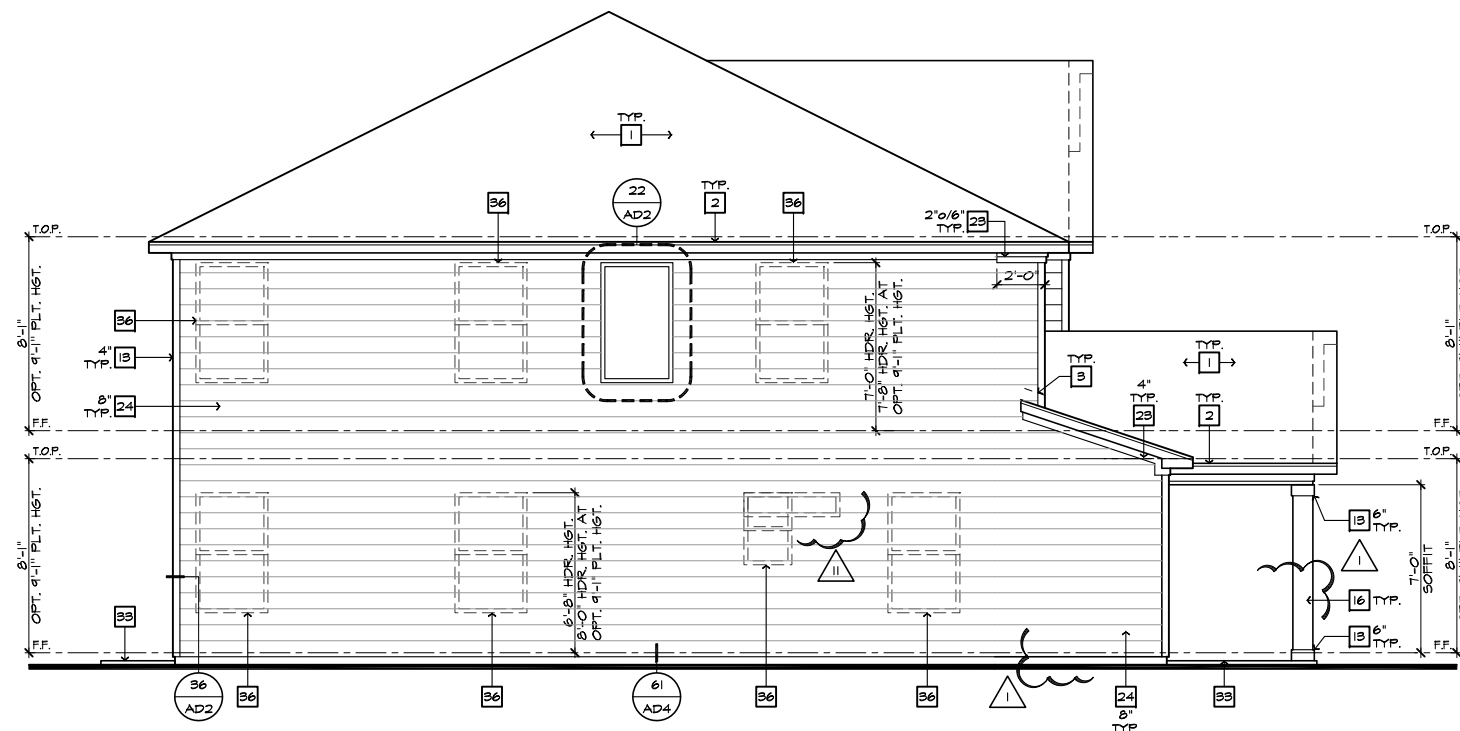 TYP.
1
22
AD2
36
TYP.
2
36
2"o/6"
TYP.
23
T.O.P.
T.O.P.
2'-0"
8'-1"
OPT. 9'-1" PLT. HGT.
7'-0" HDR. HGT.
7'-8" HDR. HGT. AT
OPT. 9'-1" PLT. HGT.
8'-1"
36
4"
TYP.
13
8"
TYP.
24
TYP.
1
TYP.
3
4"
TYP.
23
TYP.
2
F.F.
F.F.
T.O.P.
T.O.P.
8'-1"
OPT. 9'-1" PLT. HGT.
6'-8" HDR. HGT.
8'-0" HDR. HGT. AT
OPT. 9'-1" PLT. HGT.
11
13
6"
TYP.
1
7'-0"
SOFFIT
8'-1"
16
TYP.
13
6"
TYP.
33
F.F.
F.F.
36
AD2
36
36
61
AD4
36
36
1
24
8"
TYP
33